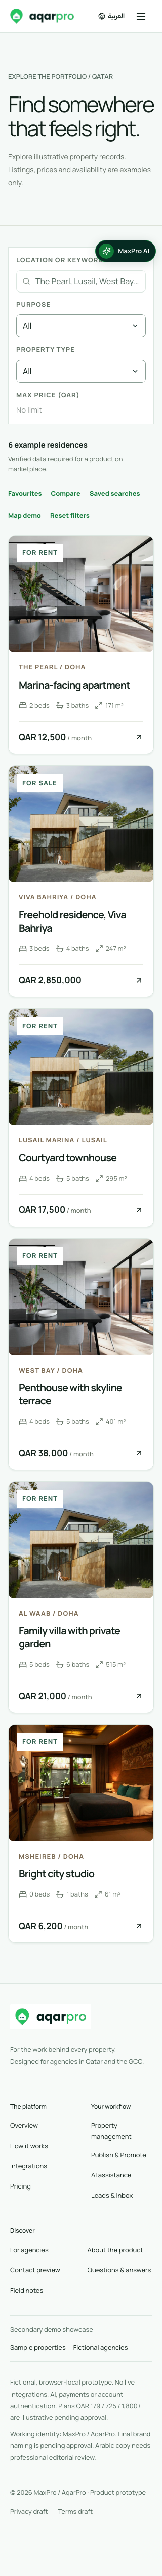 aqarpro
العربية
EXPLORE THE PORTFOLIO / QATAR
Find somewhere
that feels right.
Explore illustrative property records.
Listings, prices and availability are examples
only.
MaxPro AI
LOCATION OR KEYWORD
The Pearl, Lusail, West Bay…
PURPOSE
All
PROPERTY TYPE
All
MAX PRICE (QAR)
No limit
6 example residences
Verified data required for a production
marketplace.
Favourites Compare Saved searches
Map demo Reset filters
FOR RENT
THE PEARL / DOHA
Marina-facing apartment
2 beds 3 baths 171 m²
QAR 12,500 / month
FOR SALE
VIVA BAHRIYA / DOHA
Freehold residence, Viva
Bahriya
3 beds 4 baths 247 m²
QAR 2,850,000
FOR RENT
LUSAIL MARINA / LUSAIL
Courtyard townhouse
4 beds 5 baths 295 m²
QAR 17,500 / month
FOR RENT
WEST BAY / DOHA
Penthouse with skyline
terrace
4 beds 5 baths 401 m²
QAR 38,000 / month
FOR RENT
AL WAAB / DOHA
Family villa with private
garden
5 beds 6 baths 515 m²
QAR 21,000 / month
FOR RENT
MSHEIREB / DOHA
Bright city studio
0 beds 1 baths 61 m²
QAR 6,200 / month
aqarpro
For the work behind every property.
Designed for agencies in Qatar and the GCC.
The platform
Overview
How it works
Integrations
Pricing
Your workflow
Property
management
Publish & Promote
AI assistance
Leads & Inbox
Discover
For agencies
Contact preview
Field notes
About the product
Questions & answers
Secondary demo showcase
Sample properties Fictional agencies
Fictional, browser-local prototype. No live
integrations, AI, payments or account
authentication. Plans QAR 179 / 725 / 1,800+
are illustrative pending approval.
Working identity: MaxPro / AqarPro. Final brand
naming is pending approval. Arabic copy needs
professional editorial review.
© 2026 MaxPro / AqarPro · Product prototype
Privacy draft Terms draft